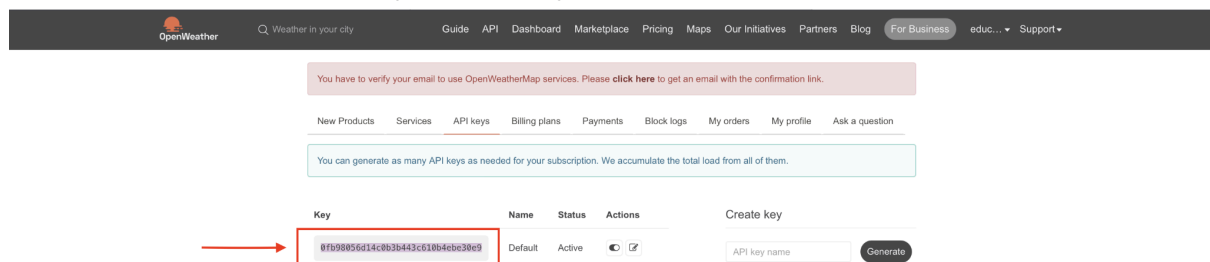 OpenWeather Weather in your city Guide API Dashboard Marketplace Pricing Maps Our Initiatives Partners Blog For Business educ... Support
You have to verify your email to use OpenWeatherMap services. Please click here to get an email with the confirmation link.
New Products Services API keys Billing plans Payments Block logs My orders My profile Ask a question
You can generate as many API keys as needed for your subscription. We accumulate the total load from all of them.
Key Name Status Actions Create key
0fb98056d14c0b3b443c610b4ebe30e9 Default Active API key name Generate